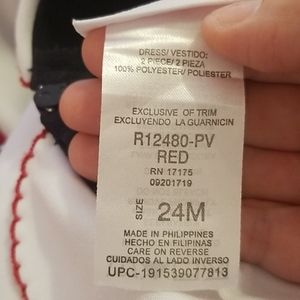 DRESS/VESTIDO:
2 PIECE/2 PIEZA
100% POLYESTER/POLIESTER
EXCLUSIVE OF TRIM
EXCLUYENDO LA GUARNICIN
R12480-PV
RED
RN 17175
09201719
SIZE 24M
MADE IN PHILIPPINES
HECHO EN FILIPINAS
CARE ON REVERSE
CUIDADOS AL LADO INVERSO
UPC-191539077813